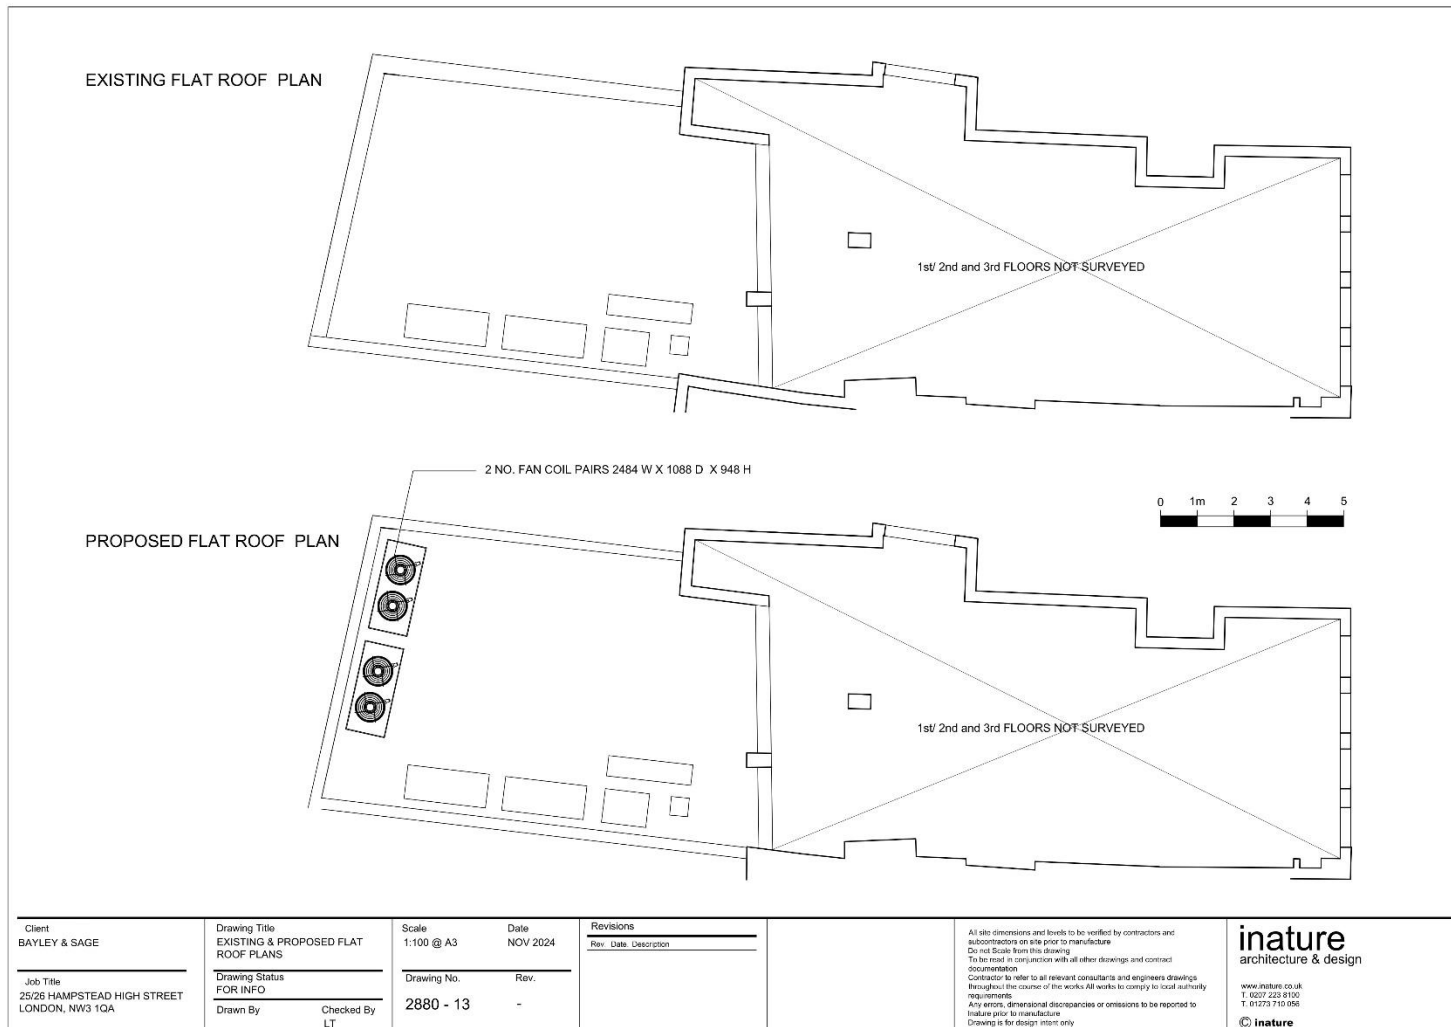 EXISTING FLAT ROOF PLAN
1st/ 2nd and 3rd FLOORS NOT SURVEYED
2 NO. FAN COIL PAIRS 2484 W X 1088 D X 948 H
0 1m 2 3 4 5
PROPOSED FLAT ROOF PLAN
1st/ 2nd and 3rd FLOORS NOT SURVEYED
Client
BAYLEY & SAGE
Job Title
25/26 HAMPSTEAD HIGH STREET
LONDON, NW3 1QA
Drawing Title
EXISTING & PROPOSED FLAT
ROOF PLANS
Drawing Status
FOR INFO
Drawn By Checked By
LT
Scale Date
1:100 @ A3 NOV 2024
Drawing No. Rev.
2880 - 13 -
Revisions
Rev. Date. Description
All site dimensions and levels to be verified by contractors and
subcontractors on site prior to manufacture
Do not Scale from this drawing
To be read in conjunction with all other drawings and contract
documentation
Contractor to refer to all relevant consultants and engineers drawings
throughout the course of the works All works to comply to local authority
requirements
Any errors, dimensional discrepancies or omissions to be reported to
Inature prior to manufacture
Drawing is for design intent only
inature
architecture & design
www.inature.co.uk
T. 0207 223 8100
T. 01273 710 056
© inature